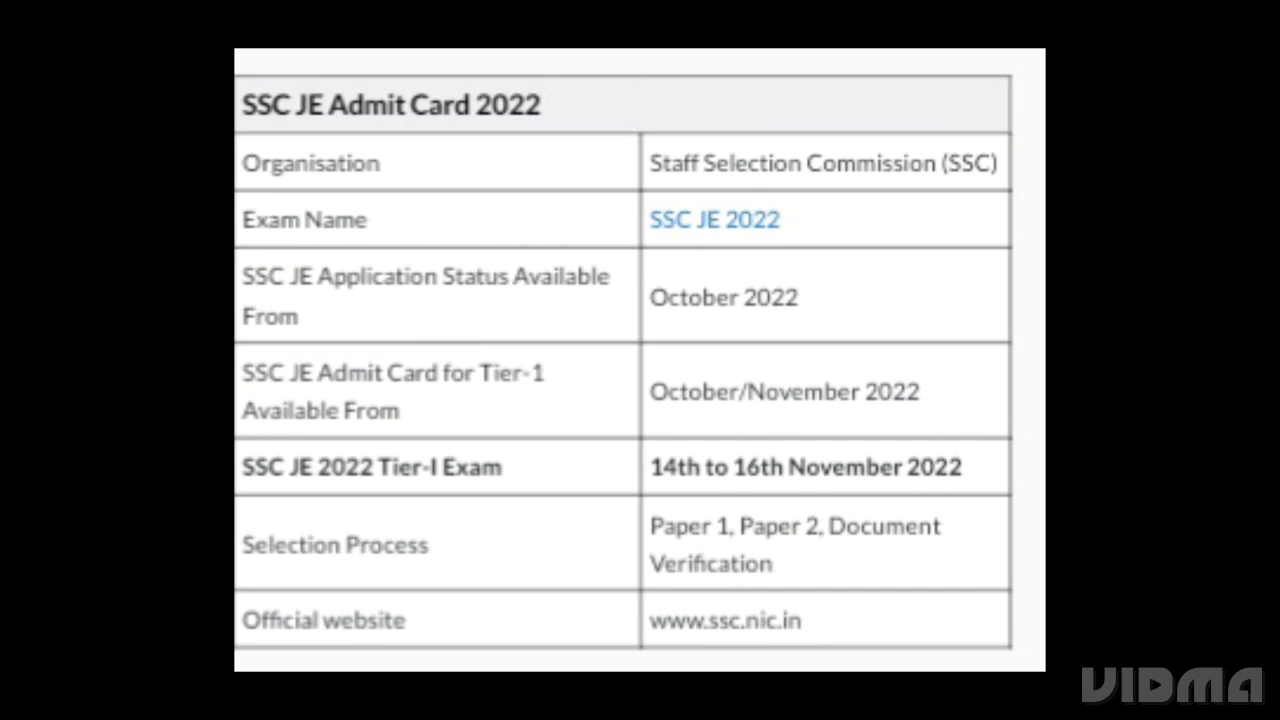 SSC JE Admit Card 2022
Organisation
Staff Selection Commission (SSC)
Exam Name
SSC JE 2022
SSC JE Application Status Available
From
October 2022
SSC JE Admit Card for Tier-1
Available From
October/November 2022
SSC JE 2022 Tier-I Exam
14th to 16th November 2022
Selection Process
Paper 1, Paper 2, Document
Verification
Official website
www.ssc.nic.in
VIDMA